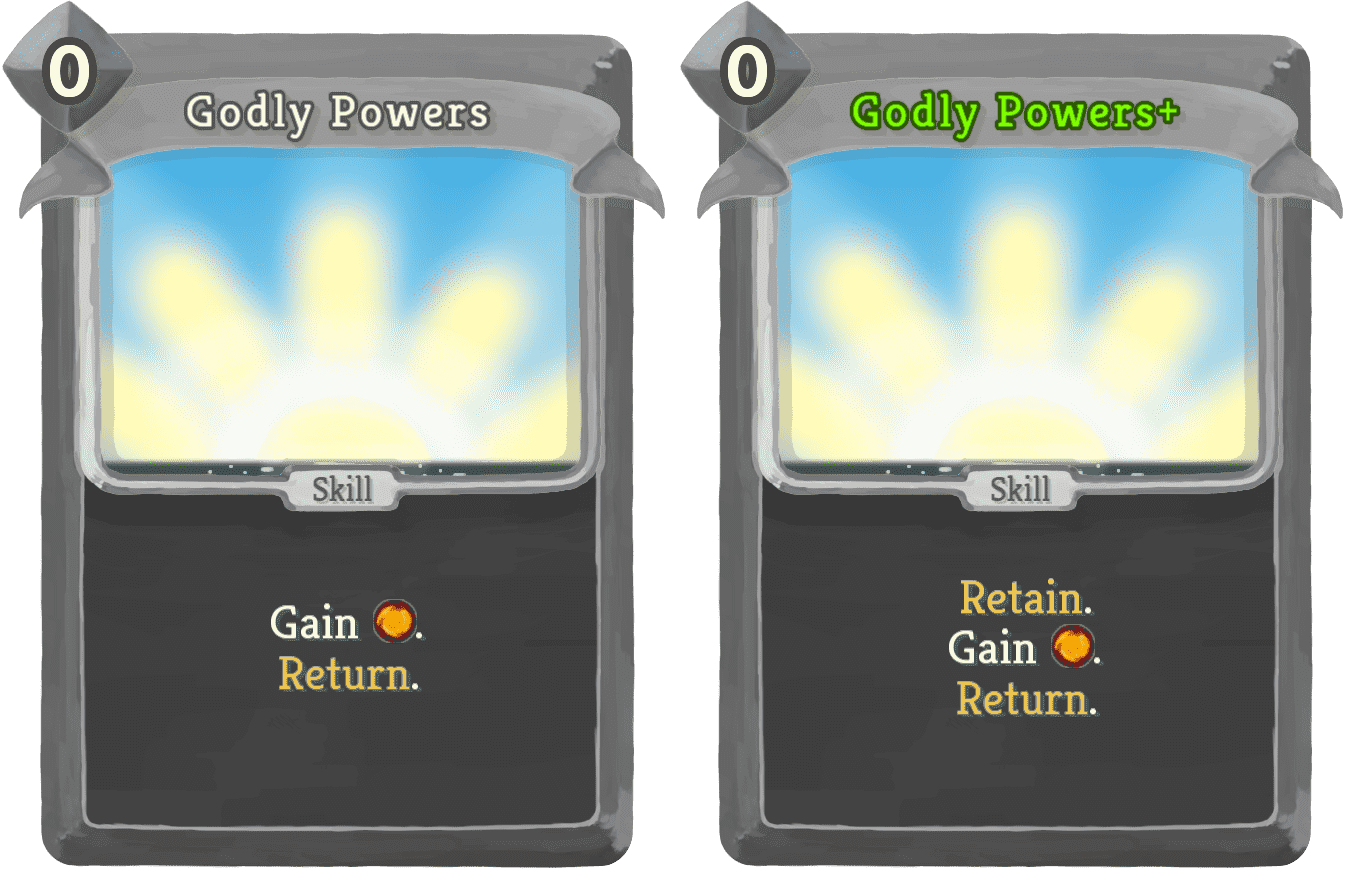 0
Godly Powers
Skill
Gain .
Return.
0
Godly Powers+
Skill
Retain.
Gain .
Return.